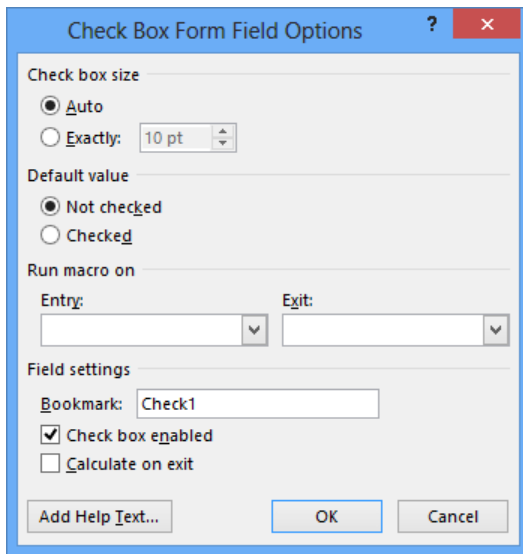 Check Box Form Field Options ? ×
Check box size
Auto
Exactly: 10 pt
Default value
Not checked
Checked
Run macro on
Entry: Exit:
Field settings
Bookmark: Check1
Check box enabled
Calculate on exit
Add Help Text... OK Cancel